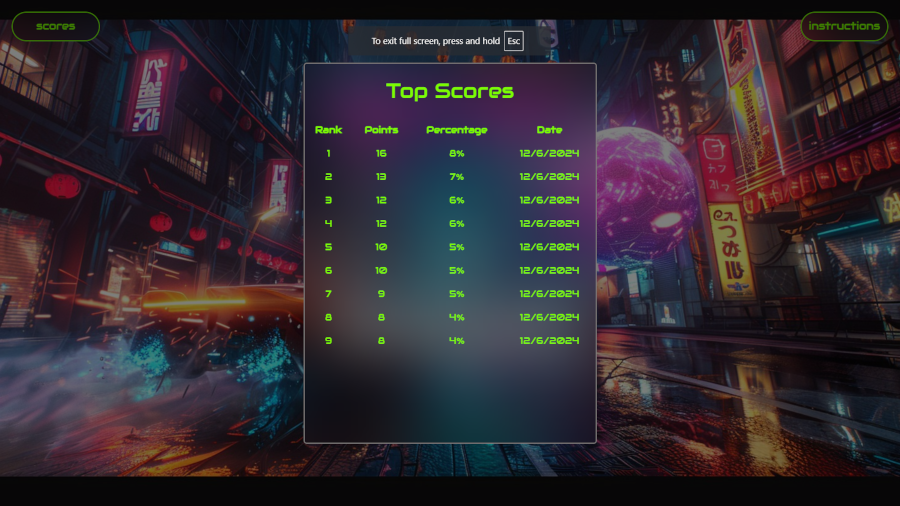 scores
instructions
To exit full screen, press and hold Esc
Top Scores
Rank Points Percentage Date
1 16 8% 12/6/2024
2 13 7% 12/6/2024
3 12 6% 12/6/2024
4 12 6% 12/6/2024
5 10 5% 12/6/2024
6 10 5% 12/6/2024
7 9 5% 12/6/2024
8 8 4% 12/6/2024
9 8 4% 12/6/2024